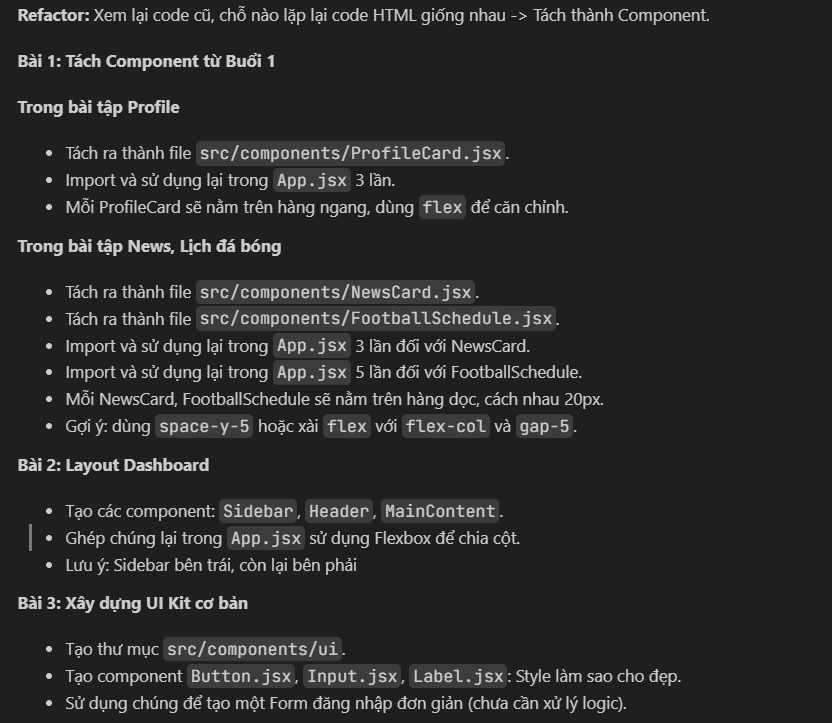 Refactor: Xem lại code cũ, chỗ nào lặp lại code HTML giống nhau -> Tách thành Component.
Bài 1: Tách Component từ Buổi 1
Trong bài tập Profile
• Tách ra thành file src/components/ProfileCard.jsx.
• Import và sử dụng lại trong App.jsx 3 lần.
• Mỗi ProfileCard sẽ nằm trên hàng ngang, dùng flex để căn chỉnh.
Trong bài tập News, Lịch đá bóng
• Tách ra thành file src/components/NewsCard.jsx.
• Tách ra thành file src/components/FootballSchedule.jsx.
• Import và sử dụng lại trong App.jsx 3 lần đối với NewsCard.
• Import và sử dụng lại trong App.jsx 5 lần đối với FootballSchedule.
• Mỗi NewsCard, FootballSchedule sẽ nằm trên hàng dọc, cách nhau 20px.
• Gợi ý: dùng space-y-5 hoặc xài flex với flex-col và gap-5.
Bài 2: Layout Dashboard
• Tạo các component: Sidebar, Header, MainContent.
• Ghép chúng lại trong App.jsx sử dụng Flexbox để chia cột.
• Lưu ý: Sidebar bên trái, còn lại bên phải
Bài 3: Xây dựng UI Kit cơ bản
• Tạo thư mục src/components/ui.
• Tạo component Button.jsx, Input.jsx, Label.jsx: Style làm sao cho đẹp.
• Sử dụng chúng để tạo một Form đăng nhập đơn giản (chưa cần xử lý logic).